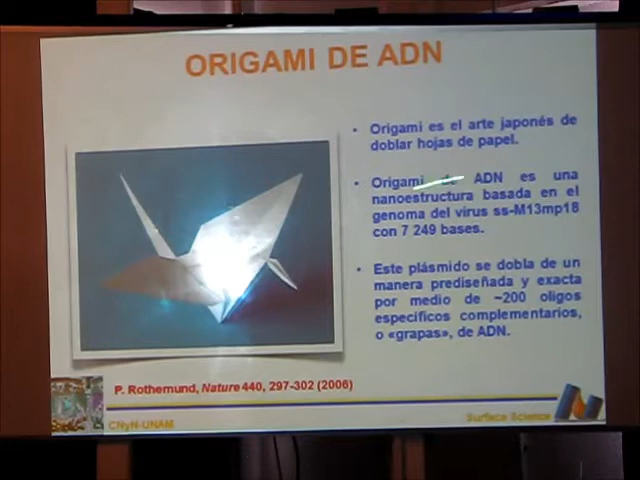 ORIGAMI DE ADN
• Origami es el arte japonés de
doblar hojas de papel.
• Origami de ADN es una
nanoestructura basada en el
genoma del virus ss-M13mp18
con 7 249 bases.
• Este plásmido se dobla de un
manera prediseñada y exacta
por medio de ~200 oligos
específicos complementarios,
o «grapas», de ADN.
P. Rothemund, Nature 440, 297-302 (2006)
CNyN-UNAM
Surface Science